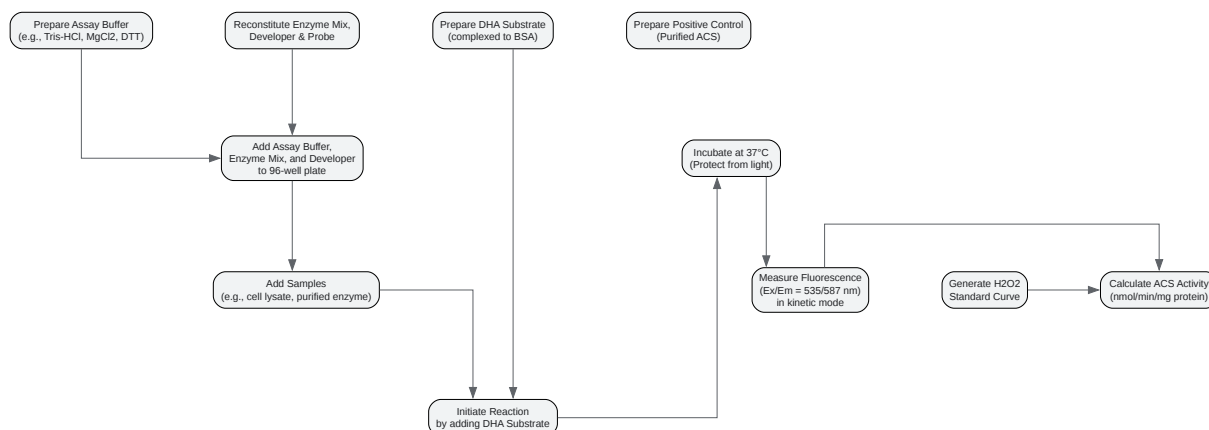 Prepare Assay Buffer
(e.g., Tris-HCl, MgCl2, DTT)
Reconstitute Enzyme Mix,
Developer & Probe
Prepare DHA Substrate
(complexed to BSA)
Prepare Positive Control
(Purified ACS)
Add Assay Buffer,
Enzyme Mix, and Developer
to 96-well plate
Incubate at 37°C
(Protect from light)
Add Samples
(e.g., cell lysate, purified enzyme)
Measure Fluorescence
(Ex/Em = 535/587 nm)
in kinetic mode
Generate H2O2
Standard Curve
Calculate ACS Activity
(nmol/min/mg protein)
Initiate Reaction
by adding DHA Substrate